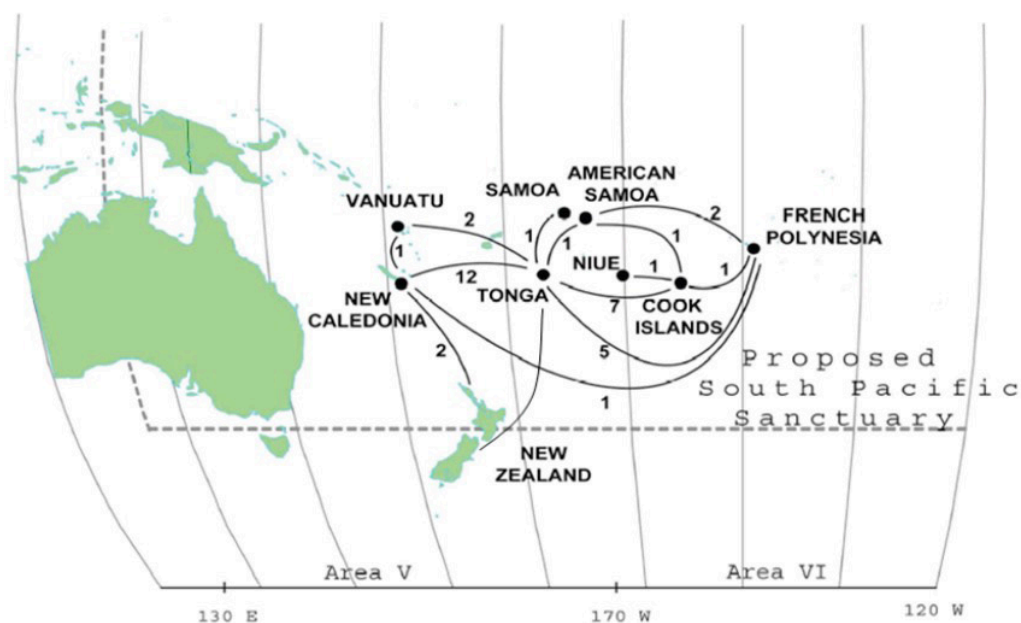 AMERICAN
SAMOA
SAMOA
VANUATU
FRENCH
POLYNESIA
2
2
1
1
1
1
NIUE
1
1
12
TONGA
7
NEW
CALEDONIA
COOK
ISLANDS
2
5
1
Proposed
South Pacific
Sanctuary
NEW
ZEALAND
Area V
Area VI
130 E
170 W
120 W